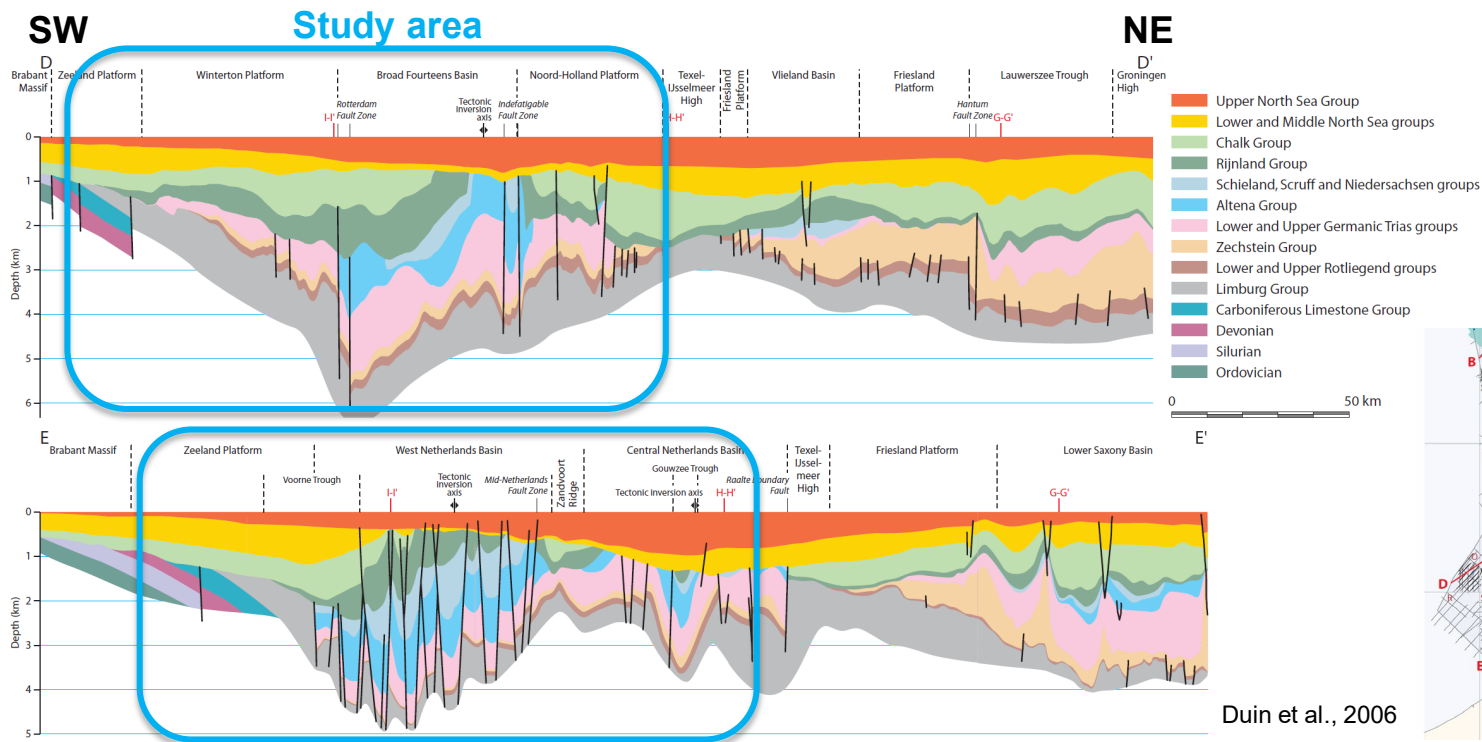 SW
Study area
NE
D
D'
Brabant
Massif
Zeeland Platform
Winterton Platform
Broad Fourteens Basin
Noord-Holland Platform
Texel-
IJsselmeer
High
Friesland
Platform
Vlieland Basin
Friesland
Platform
Lauwerszee Trough
Groningen
High
I-I'
Rotterdam
Fault Zone
Tectonic
Inversion
axis
Indefatigable
Fault Zone
H-H'
Hantum
Fault Zone
G-G'
Depth (km)
0
1
2
3
4
5
6
Upper North Sea Group
Lower and Middle North Sea groups
Chalk Group
Rijnland Group
Schieland, Scruff and Niedersachsen groups
Altena Group
Lower and Upper Germanic Trias groups
Zechstein Group
Lower and Upper Rotliegend groups
Limburg Group
Carboniferous Limestone Group
Devonian
Silurian
Ordovician
0 50 km
E
E'
Brabant Massif
Zeeland Platform
Voorne Trough
West Netherlands Basin
Zandvoort
Ridge
Central Netherlands Basin
Gouwzee Trough
Texel-
IJssel-
meer
High
Friesland Platform
Lower Saxony Basin
I-I'
Tectonic
Inversion
axis
Mid-Netherlands
Fault Zone
Tectonic Inversion axis
H-H'
Raalte Boundary
Fault
G-G'
Depth (km)
0
1
2
3
4
5
B
D
R
E
Duin et al., 2006